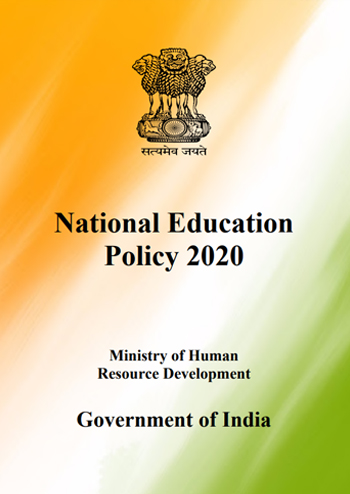 सत्यमेव जयते
National Education
Policy 2020
Ministry of Human
Resource Development
Government of India